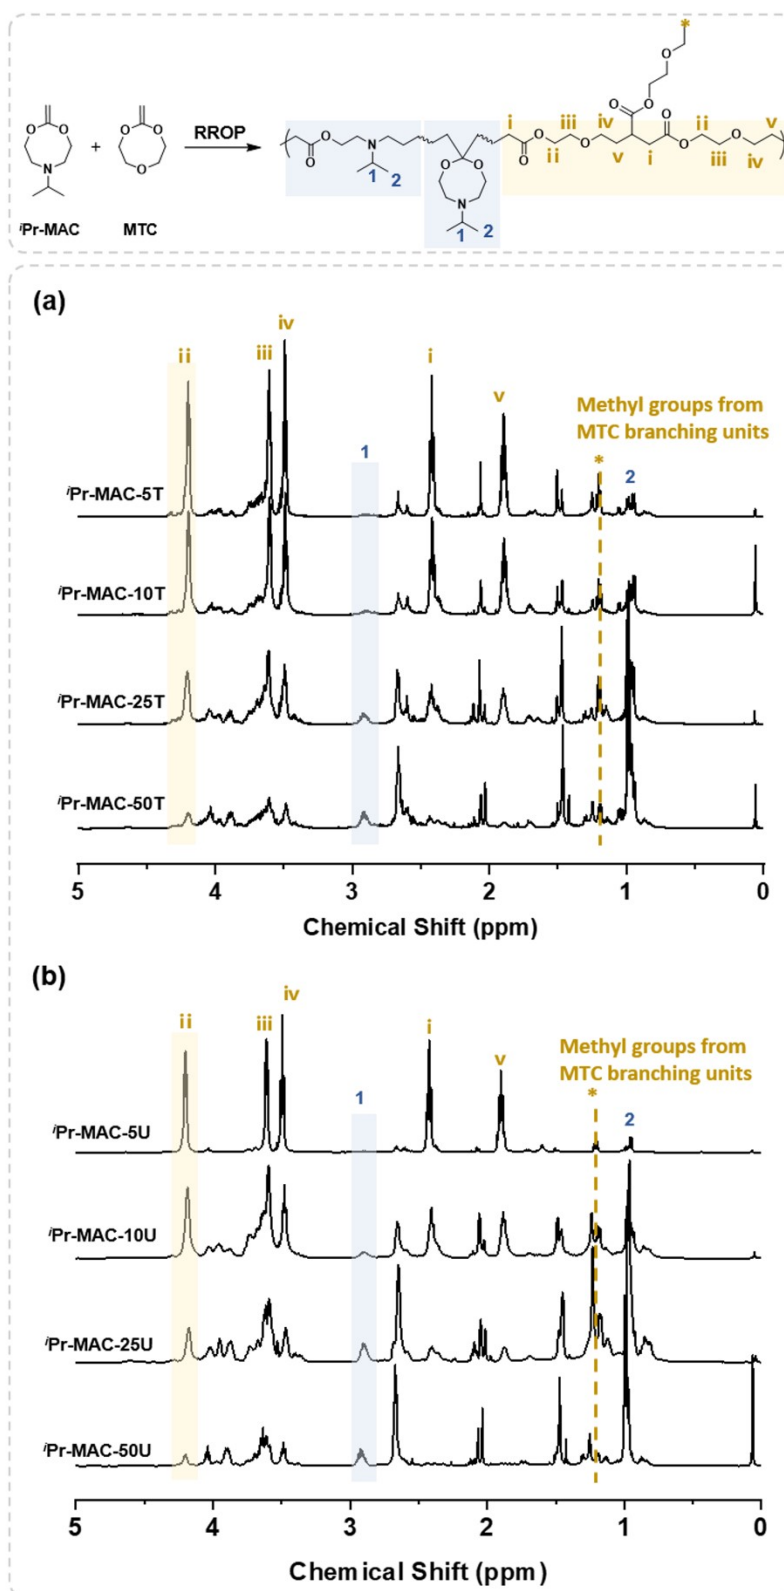 *
RROP
+
O O O O
N O
iPr-MAC MTC
i iii iv ii v
O O N O O O O O O O O O
ii v i iii iv
1 2
N
1 2
(a)
ii iii iv i v
Methyl groups from
MTC branching units
1 * 2
iPr-MAC-5T
iPr-MAC-10T
iPr-MAC-25T
iPr-MAC-50T
5 4 3 2 1 0
Chemical Shift (ppm)
(b)
ii iii iv i v
Methyl groups from
MTC branching units
1 * 2
iPr-MAC-5U
iPr-MAC-10U
iPr-MAC-25U
iPr-MAC-50U
5 4 3 2 1 0
Chemical Shift (ppm)